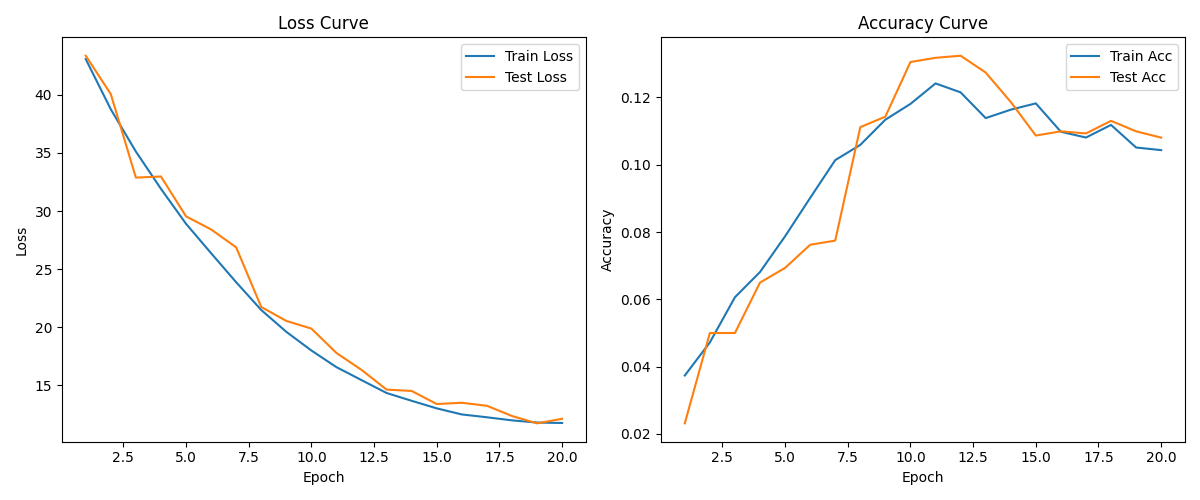 Loss Curve
Train Loss
Test Loss
40
35
30
25
20
15
Loss
2.5 5.0 7.5 10.0 12.5 15.0 17.5 20.0
Epoch
Accuracy Curve
Train Acc
Test Acc
0.12
0.10
0.08
0.06
0.04
0.02
Accuracy
2.5 5.0 7.5 10.0 12.5 15.0 17.5 20.0
Epoch